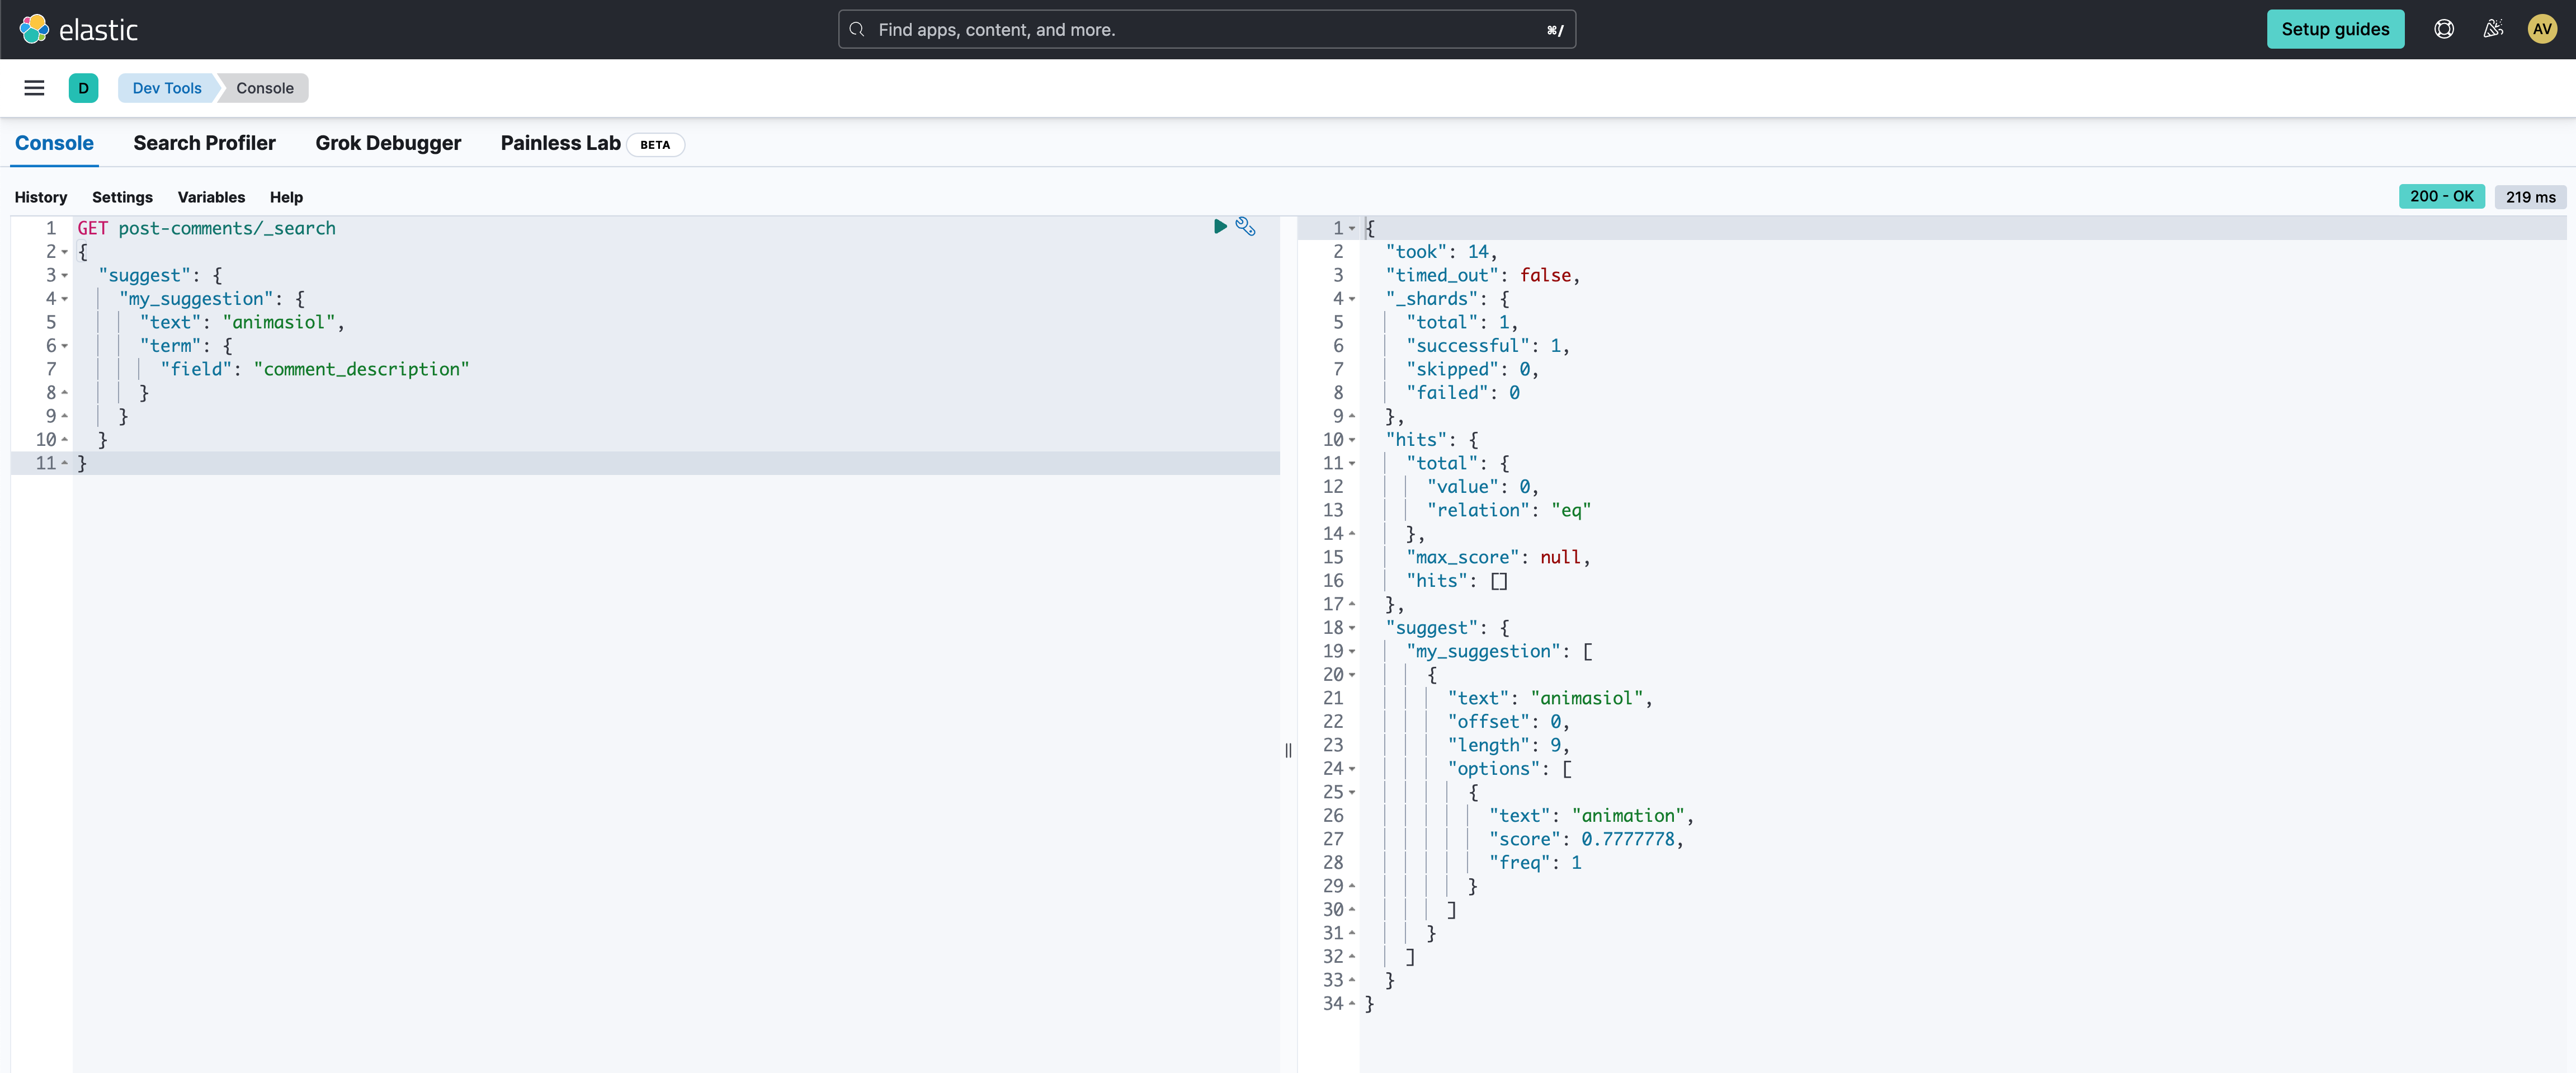 elastic
Find apps, content, and more. ⌘/
Setup guides AV
D Dev Tools Console
Console Search Profiler Grok Debugger Painless Lab BETA
History Settings Variables Help
200 - OK 219 ms
1 GET post-comments/_search
2 {
3 "suggest": {
4 "my_suggestion": {
5 "text": "animasiol",
6 "term": {
7 "field": "comment_description"
8 }
9 }
10 }
11 }
1 {
2 "took": 14,
3 "timed_out": false,
4 "_shards": {
5 "total": 1,
6 "successful": 1,
7 "skipped": 0,
8 "failed": 0
9 },
10 "hits": {
11 "total": {
12 "value": 0,
13 "relation": "eq"
14 },
15 "max_score": null,
16 "hits": []
17 },
18 "suggest": {
19 "my_suggestion": [
20 {
21 "text": "animasiol",
22 "offset": 0,
23 "length": 9,
24 "options": [
25 {
26 "text": "animation",
27 "score": 0.7777778,
28 "freq": 1
29 }
30 ]
31 }
32 ]
33 }
34 }